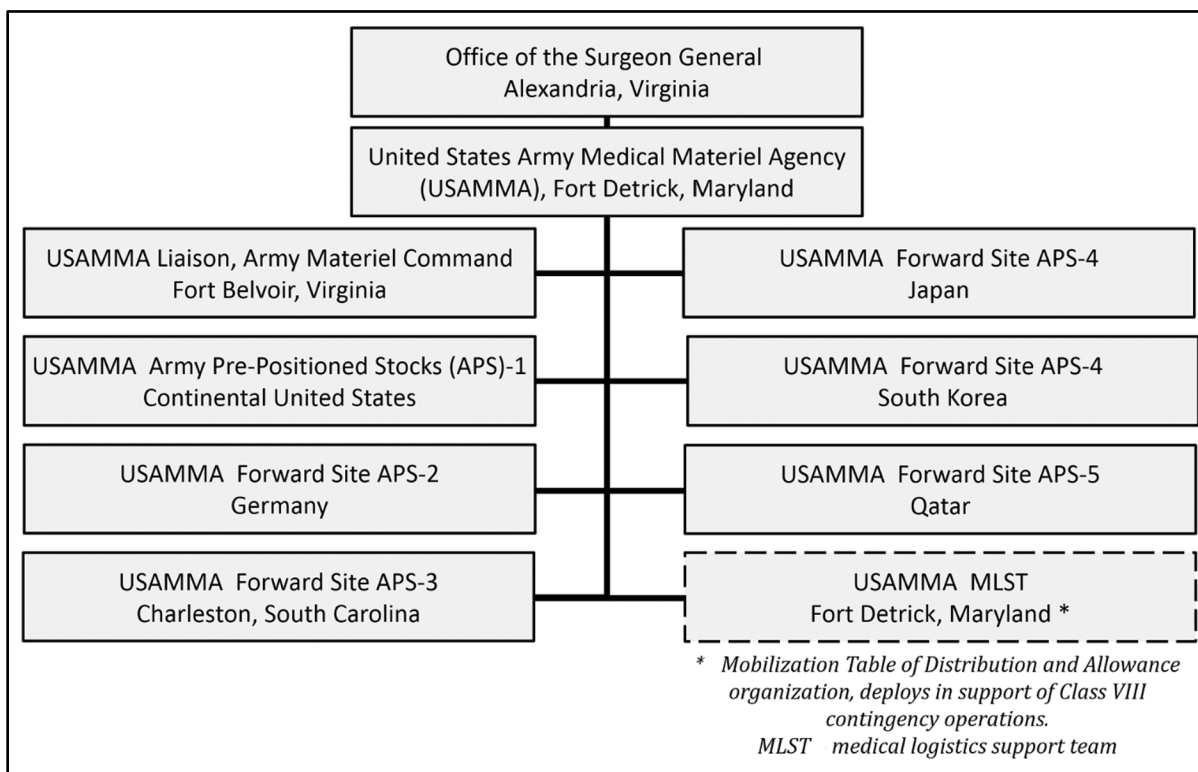 Office of the Surgeon General
Alexandria, Virginia
United States Army Medical Materiel Agency
(USAMMA), Fort Detrick, Maryland
USAMMA Liaison, Army Materiel Command
Fort Belvoir, Virginia
USAMMA Forward Site APS-4
Japan
USAMMA Army Pre-Positioned Stocks (APS)-1
Continental United States
USAMMA Forward Site APS-4
South Korea
USAMMA Forward Site APS-2
Germany
USAMMA Forward Site APS-5
Qatar
USAMMA Forward Site APS-3
Charleston, South Carolina
USAMMA MLST
Fort Detrick, Maryland *
* Mobilization Table of Distribution and Allowance
organization, deploys in support of Class VIII
contingency operations.
MLST medical logistics support team